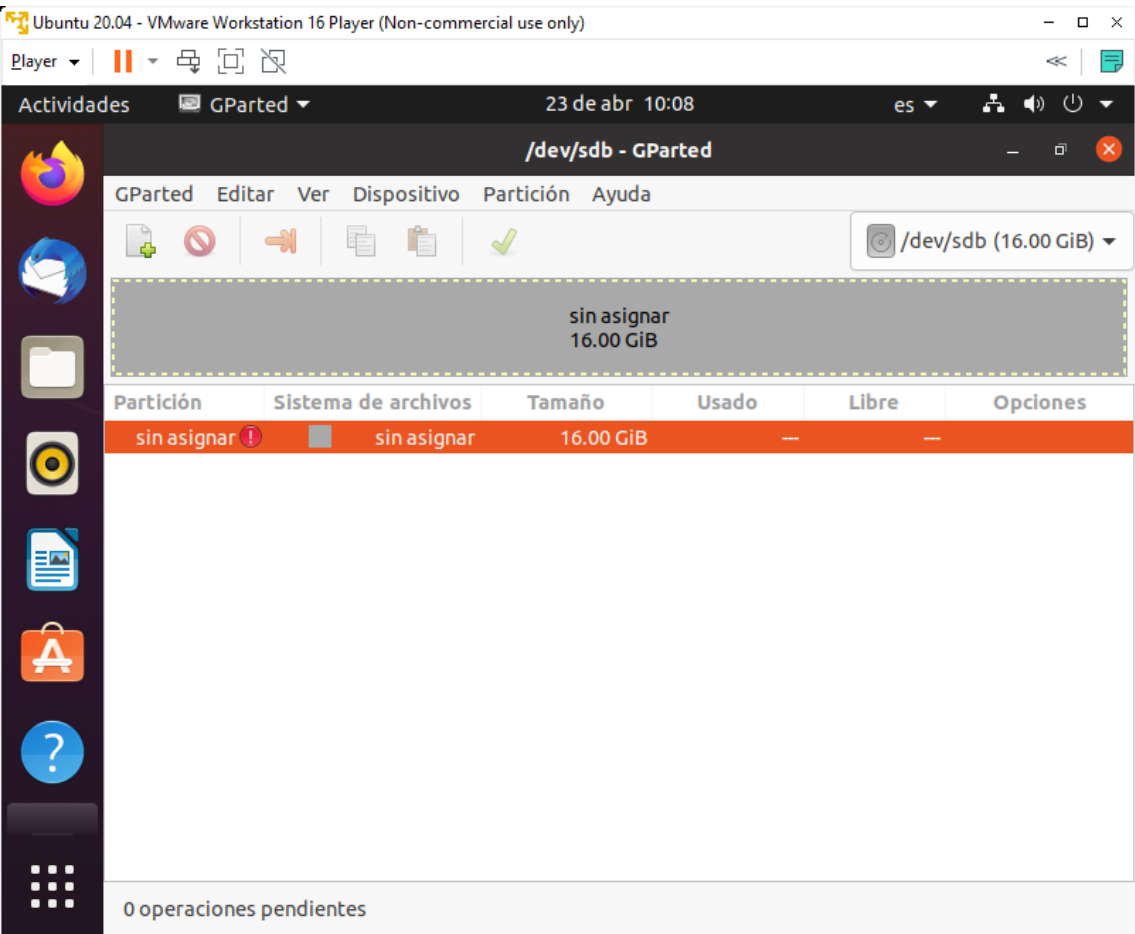 Ubuntu 20.04 - VMware Workstation 16 Player (Non-commercial use only)
Player
Actividades GParted 23 de abr 10:08 es
/dev/sdb - GParted
GParted Editar Ver Dispositivo Partición Ayuda
/dev/sdb (16.00 GiB)
sin asignar
16.00 GiB
Partición Sistema de archivos Tamaño Usado Libre Opciones
sin asignar sin asignar 16.00 GiB --- ---
0 operaciones pendientes